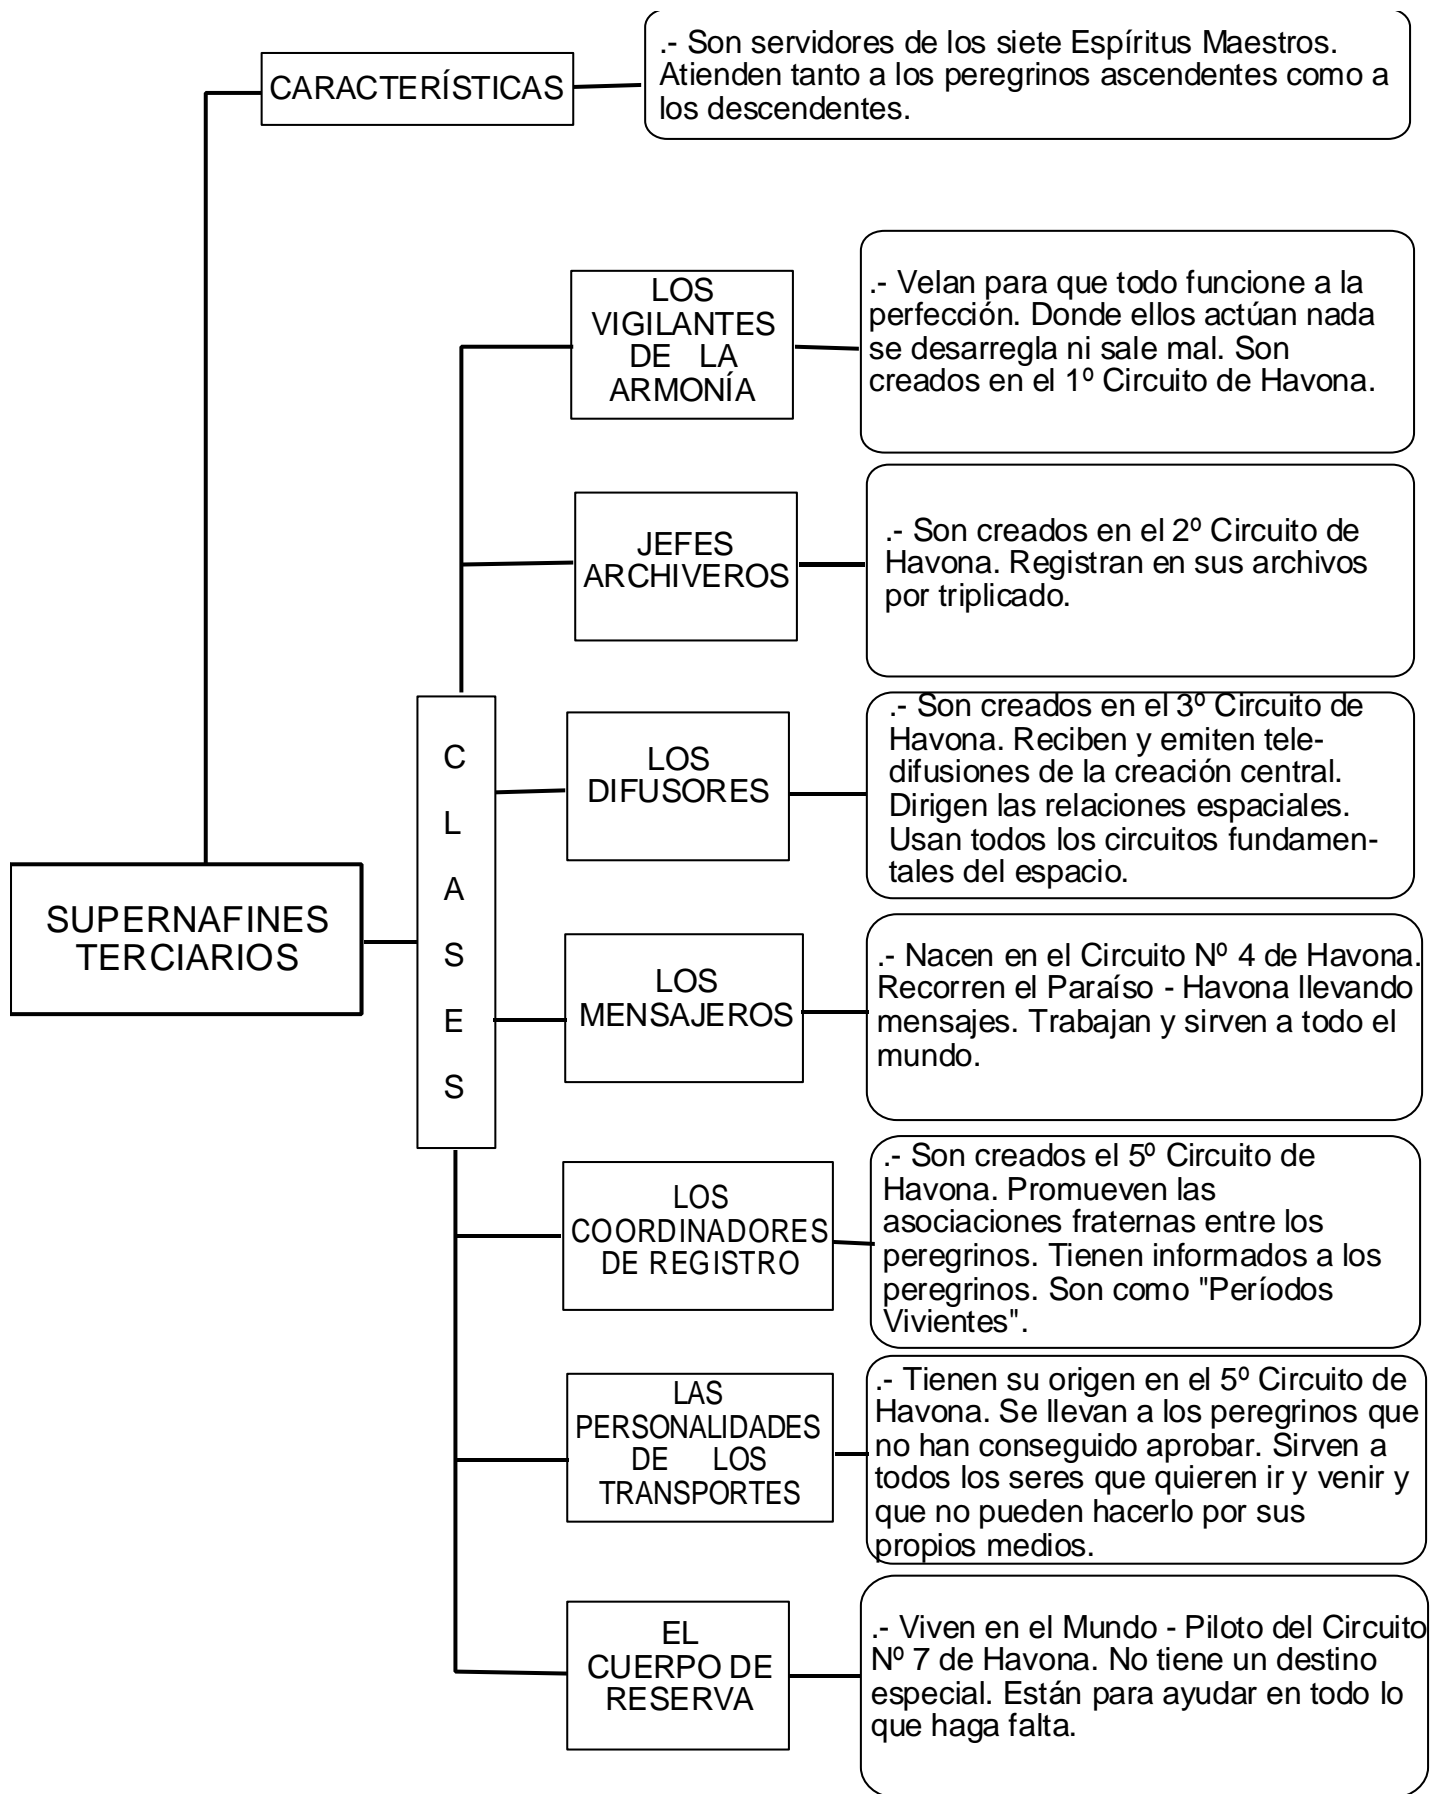 CARACTERÍSTICAS
.- Son servidores de los siete Espíritus Maestros.
Atienden tanto a los peregrinos ascendentes como a
los descendentes.
SUPERNAFINES
TERCIARIOS
C
L
A
S
E
S
LOS
VIGILANTES
DE LA
ARMONÍA
.- Velan para que todo funcione a la
perfección. Donde ellos actúan nada
se desarregla ni sale mal. Son
creados en el 1º Circuito de Havona.
JEFES
ARCHIVEROS
.- Son creados en el 2º Circuito de
Havona. Registran en sus archivos
por triplicado.
LOS
DIFUSORES
.- Son creados en el 3º Circuito de
Havona. Reciben y emiten tele-
difusiones de la creación central.
Dirigen las relaciones espaciales.
Usan todos los circuitos fundamen-
tales del espacio.
LOS
MENSAJEROS
.- Nacen en el Circuito Nº 4 de Havona.
Recorren el Paraíso - Havona llevando
mensajes. Trabajan y sirven a todo el
mundo.
LOS
COORDINADORES
DE REGISTRO
.- Son creados el 5º Circuito de
Havona. Promueven las
asociaciones fraternas entre los
peregrinos. Tienen informados a los
peregrinos. Son como "Períodos
Vivientes".
LAS
PERSONALIDADES
DE LOS
TRANSPORTES
.- Tienen su origen en el 5º Circuito de
Havona. Se llevan a los peregrinos que
no han conseguido aprobar. Sirven a
todos los seres que quieren ir y venir y
que no pueden hacerlo por sus
propios medios.
EL
CUERPO DE
RESERVA
.- Viven en el Mundo - Piloto del Circuito
Nº 7 de Havona. No tiene un destino
especial. Están para ayudar en todo lo
que haga falta.